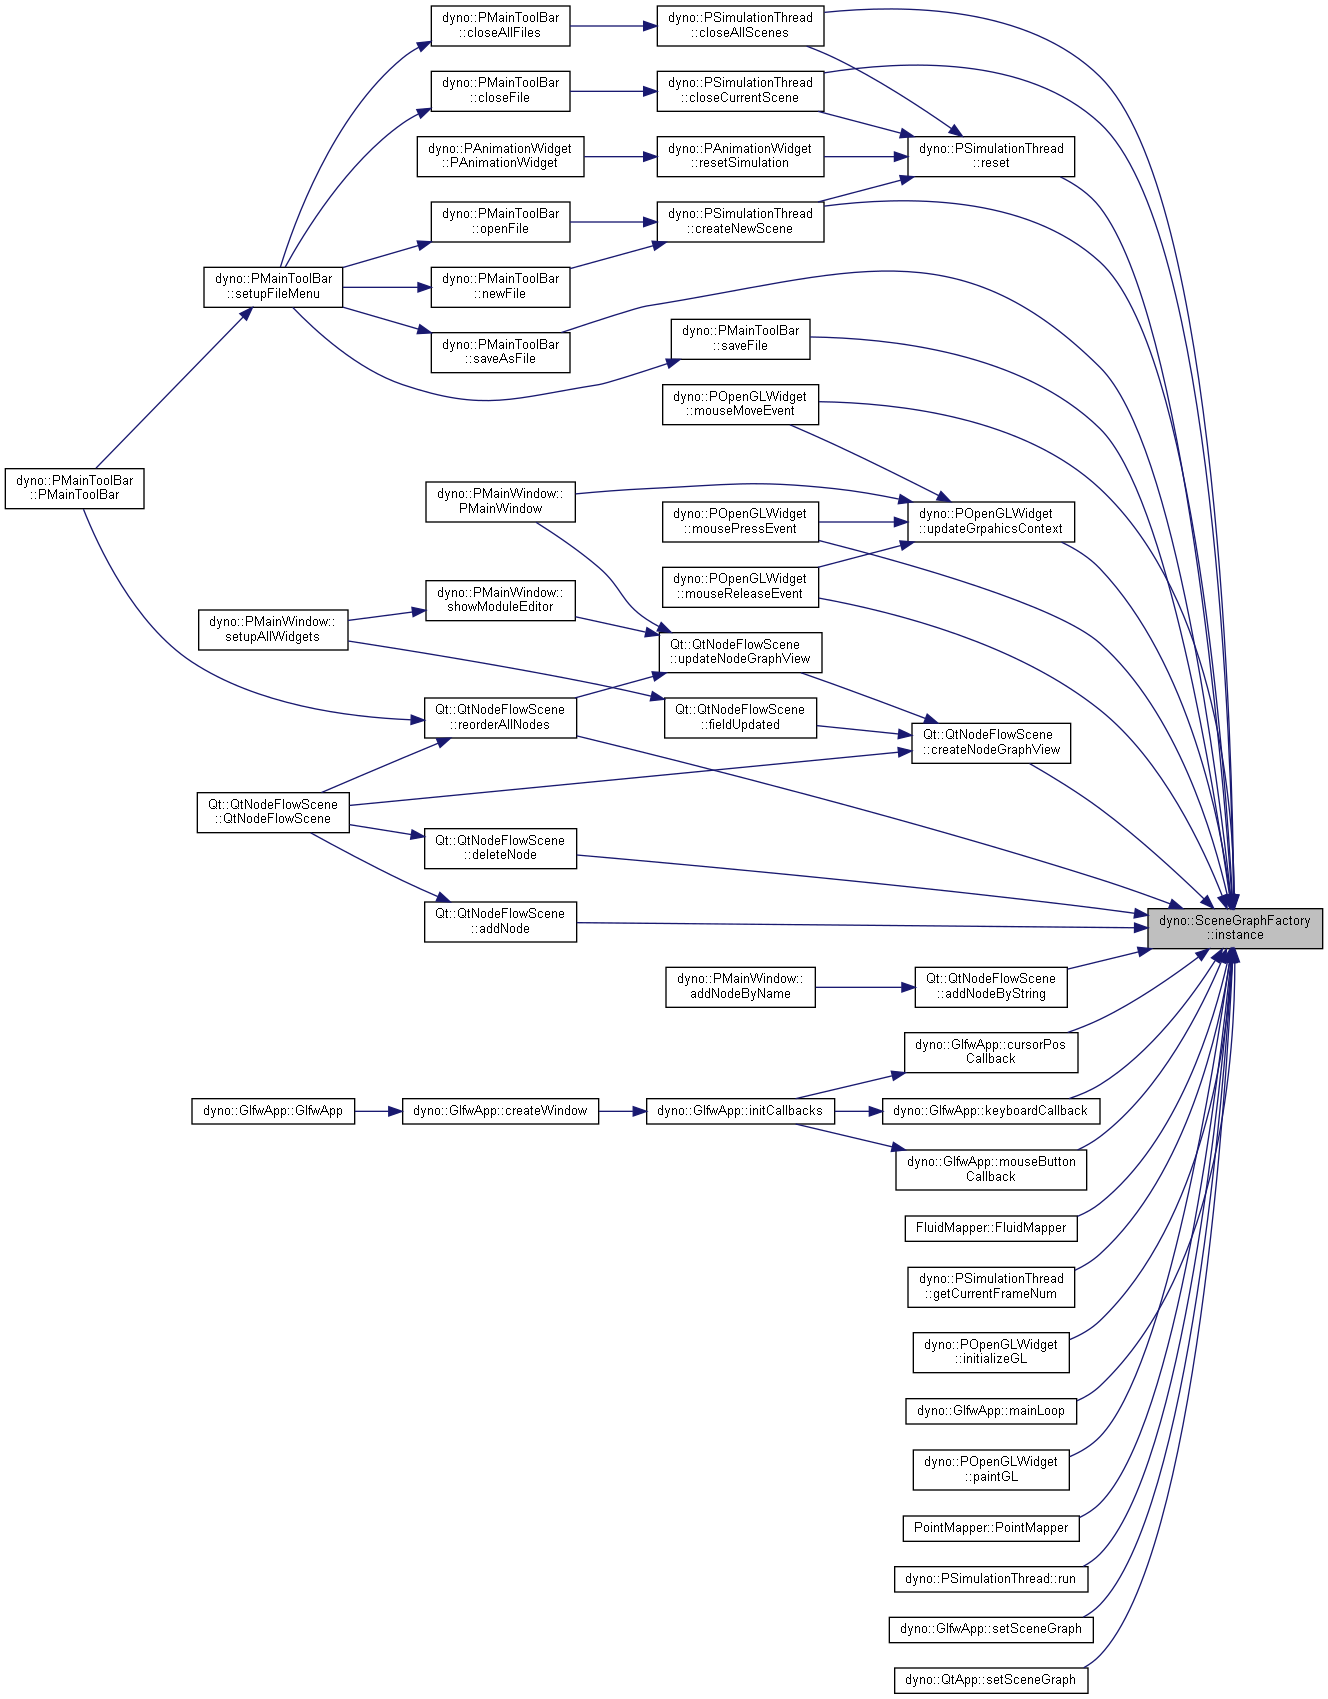 dyno::PMainToolBar
::closeAllFiles
dyno::PSimulationThread
::closeAllScenes
dyno::PMainToolBar
::closeFile
dyno::PSimulationThread
::closeCurrentScene
dyno::PAnimationWidget
::PAnimationWidget
dyno::PAnimationWidget
::resetSimulation
dyno::PSimulationThread
::reset
dyno::PMainToolBar
::openFile
dyno::PSimulationThread
::createNewScene
dyno::PMainToolBar
::setupFileMenu
dyno::PMainToolBar
::newFile
dyno::PMainToolBar
::saveAsFile
dyno::PMainToolBar
::saveFile
dyno::POpenGLWidget
::mouseMoveEvent
dyno::PMainToolBar
::PMainToolBar
dyno::PMainWindow::
PMainWindow
dyno::POpenGLWidget
::mousePressEvent
dyno::POpenGLWidget
::updateGrpahicsContext
dyno::POpenGLWidget
::mouseReleaseEvent
dyno::PMainWindow::
showModuleEditor
dyno::PMainWindow::
setupAllWidgets
Qt::QtNodeFlowScene
::updateNodeGraphView
Qt::QtNodeFlowScene
::reorderAllNodes
Qt::QtNodeFlowScene
::fieldUpdated
Qt::QtNodeFlowScene
::createNodeGraphView
Qt::QtNodeFlowScene
::QtNodeFlowScene
Qt::QtNodeFlowScene
::deleteNode
Qt::QtNodeFlowScene
::addNode
dyno::SceneGraphFactory
::instance
dyno::PMainWindow::
addNodeByName
Qt::QtNodeFlowScene
::addNodeByString
dyno::GlfwApp::cursorPos
Callback
dyno::GlfwApp::GlfwApp
dyno::GlfwApp::createWindow
dyno::GlfwApp::initCallbacks
dyno::GlfwApp::keyboardCallback
dyno::GlfwApp::mouseButton
Callback
FluidMapper::FluidMapper
dyno::PSimulationThread
::getCurrentFrameNum
dyno::POpenGLWidget
::initializeGL
dyno::GlfwApp::mainLoop
dyno::POpenGLWidget
::paintGL
PointMapper::PointMapper
dyno::PSimulationThread::run
dyno::GlfwApp::setSceneGraph
dyno::QtApp::setSceneGraph